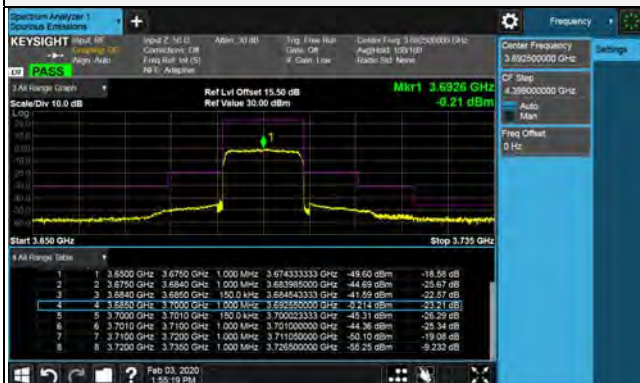 Spectrum Analyzer 1
Spurious Emissions
Frequency
KEYSIGHT Input: RF
Coupling: DC
Align: Auto
Input Z: 50 Ω
Corrections: Off
Freq Ref: Int (S)
NFE: Adaptive
Atten: 30 dB
Trig: Free Run
Gate: Off
IF Gain: Low
Center Freq: 3.692500000 GHz
Avg|Hold: 100/100
Radio Std: None
PASS
Center Frequency
3.692500000 GHz
Settings
CF Step
4.399000000 GHz
Auto
Man
Freq Offset
0 Hz
3 All Range Graph
Scale/Div 10.0 dB
Ref Lvl Offset 15.50 dB
Ref Value 30.00 dBm
Mkr1 3.6926 GHz
-0.21 dBm
Log
1
Start 3.650 GHz
Stop 3.735 GHz
8 All Range Table
1 1 3.6500 GHz 3.6750 GHz 1.000 MHz 3.674333333 GHz -49.60 dBm -18.58 dB
2 2 3.6750 GHz 3.6840 GHz 1.000 MHz 3.683985000 GHz -44.69 dBm -25.67 dB
3 3 3.6840 GHz 3.6850 GHz 150.0 kHz 3.684543333 GHz -41.59 dBm -22.57 dB
4 4 3.6850 GHz 3.7000 GHz 1.000 MHz 3.692550000 GHz -0.214 dBm -23.21 dB
5 5 3.7000 GHz 3.7010 GHz 150.0 kHz 3.700023333 GHz -45.31 dBm -26.29 dB
6 6 3.7010 GHz 3.7100 GHz 1.000 MHz 3.701000000 GHz -44.36 dBm -25.34 dB
7 7 3.7100 GHz 3.7200 GHz 1.000 MHz 3.711050000 GHz -50.10 dBm -19.08 dB
8 8 3.7200 GHz 3.7350 GHz 1.000 MHz 3.726500000 GHz -55.25 dBm -9.232 dB
?
Feb 03, 2020
1:55:19 PM